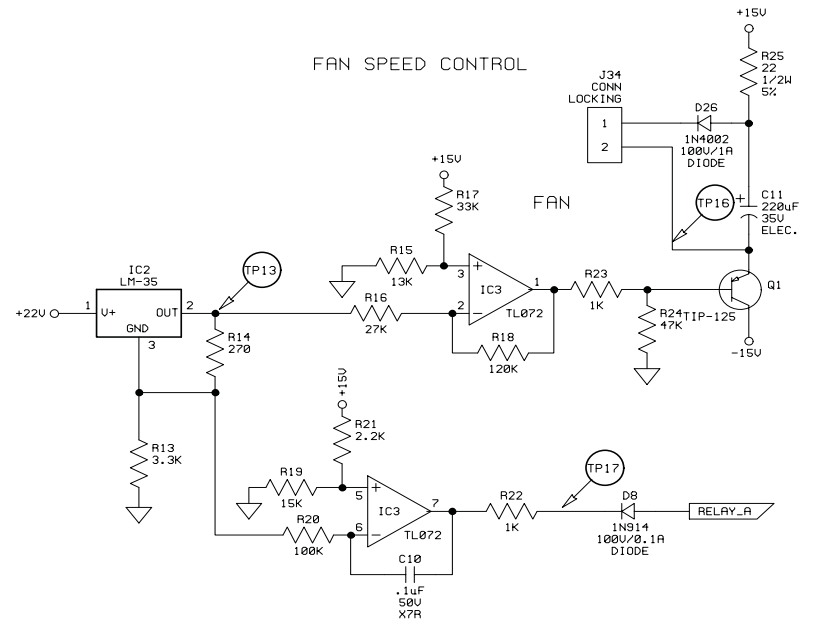 FAN SPEED CONTROL
+15V
R25
22
1/2W
5%
J34
CONN
LOCKING
1
2
D26
1N4002
100V/1A
DIODE
+15V
R17
33K
FAN
TP16
+
C11
220uF
35V
ELEC.
IC2
LM-35
TP13
R15
13K
+
3
IC3
1
R23
1K
Q1
+22V
1
V+
OUT
2
GND
3
R16
27K
2
−
TL072
R24
47K
TIP-125
R14
270
R18
120K
-15V
+15V
R21
2.2K
R13
3.3K
R19
15K
+
5
IC3
7
R22
1K
TP17
D8
1N914
100V/0.1A
DIODE
RELAY_A
R20
100K
6
−
TL072
C10
.1uF
50V
X7R